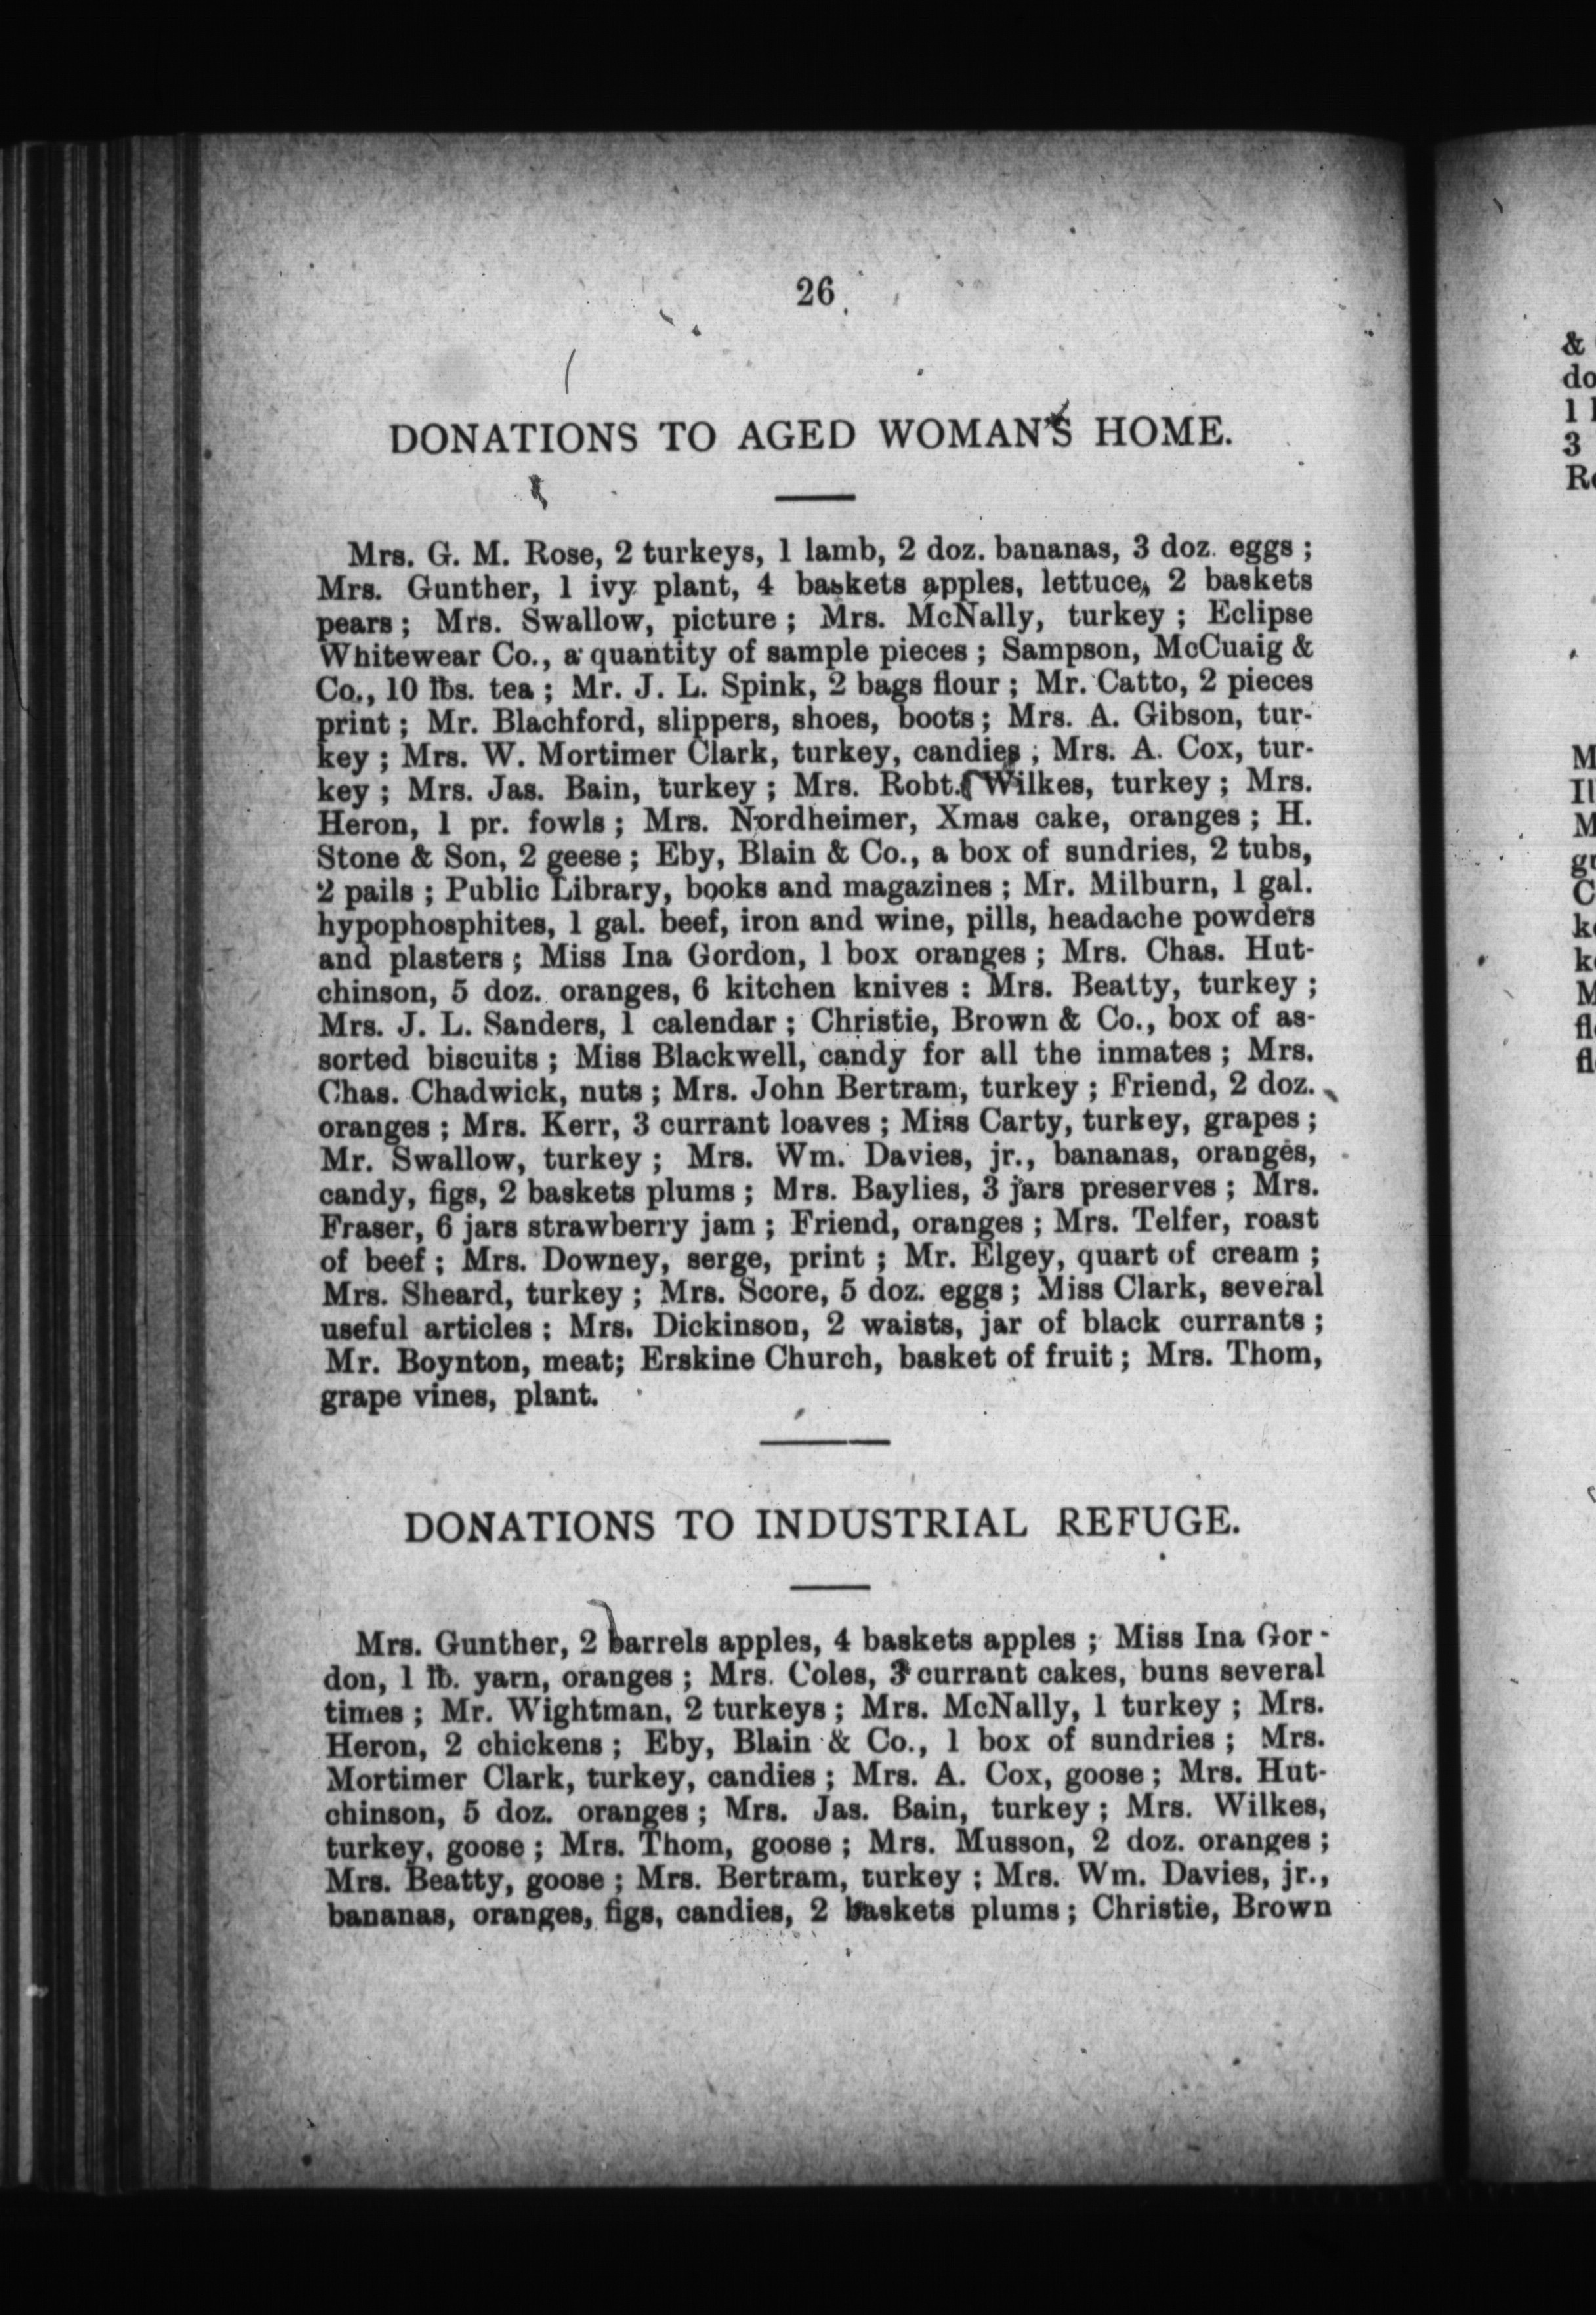 26
DONATIONS TO AGED WOMAN'S HOME.
Mrs. G. M. Rose, 2 turkeys, 1 lamb, 2 doz. bananas, 3 doz. eggs ;
Mrs. Gunther, 1 ivy plant, 4 baskets apples, lettuce, 2 baskets
pears ; Mrs. Swallow, picture ; Mrs. McNally, turkey ; Eclipse
Whitewear Co., a quantity of sample pieces ; Sampson, McCuaig &
Co., 10 lbs. tea ; Mr. J. L. Spink, 2 bags flour ; Mr. Catto, 2 pieces
print ; Mr. Blachford, slippers, shoes, boots ; Mrs. A. Gibson, tur-
key ; Mrs. W. Mortimer Clark, turkey, candies ; Mrs. A. Cox, tur-
key ; Mrs. Jas. Bain, turkey ; Mrs. Robt. Wilkes, turkey ; Mrs.
Heron, 1 pr. fowls ; Mrs. Nordheimer, Xmas cake, oranges ; H.
Stone & Son, 2 geese ; Eby, Blain & Co., a box of sundries, 2 tubs,
2 pails ; Public Library, books and magazines ; Mr. Milburn, 1 gal.
hypophosphites, 1 gal. beef, iron and wine, pills, headache powders
and plasters ; Miss Ina Gordon, 1 box oranges ; Mrs. Chas. Hut-
chinson, 5 doz. oranges, 6 kitchen knives : Mrs. Beatty, turkey ;
Mrs. J. L. Sanders, 1 calendar ; Christie, Brown & Co., box of as-
sorted biscuits ; Miss Blackwell, candy for all the inmates ; Mrs.
Chas. Chadwick, nuts ; Mrs. John Bertram, turkey ; Friend, 2 doz.
oranges ; Mrs. Kerr, 3 currant loaves ; Miss Carty, turkey, grapes ;
Mr. Swallow, turkey ; Mrs. Wm. Davies, jr., bananas, oranges,
candy, figs, 2 baskets plums ; Mrs. Baylies, 3 jars preserves ; Mrs.
Fraser, 6 jars strawberry jam ; Friend, oranges ; Mrs. Telfer, roast
of beef ; Mrs. Downey, serge, print ; Mr. Elgey, quart of cream ;
Mrs. Sheard, turkey ; Mrs. Score, 5 doz. eggs ; Miss Clark, several
useful articles ; Mrs. Dickinson, 2 waists, jar of black currants ;
Mr. Boynton, meat; Erskine Church, basket of fruit ; Mrs. Thom,
grape vines, plant.
DONATIONS TO INDUSTRIAL REFUGE.
Mrs. Gunther, 2 barrels apples, 4 baskets apples ; Miss Ina Gor-
don, 1 lb. yarn, oranges ; Mrs. Coles, 3 currant cakes, buns several
times ; Mr. Wightman, 2 turkeys ; Mrs. McNally, 1 turkey ; Mrs.
Heron, 2 chickens ; Eby, Blain & Co., 1 box of sundries ; Mrs.
Mortimer Clark, turkey, candies ; Mrs. A. Cox, goose ; Mrs. Hut-
chinson, 5 doz. oranges ; Mrs. Jas. Bain, turkey ; Mrs. Wilkes,
turkey, goose ; Mrs. Thom, goose ; Mrs. Musson, 2 doz. oranges ;
Mrs. Beatty, goose ; Mrs. Bertram, turkey ; Mrs. Wm. Davies, jr.,
bananas, oranges, figs, candies, 2 baskets plums ; Christie, Brown